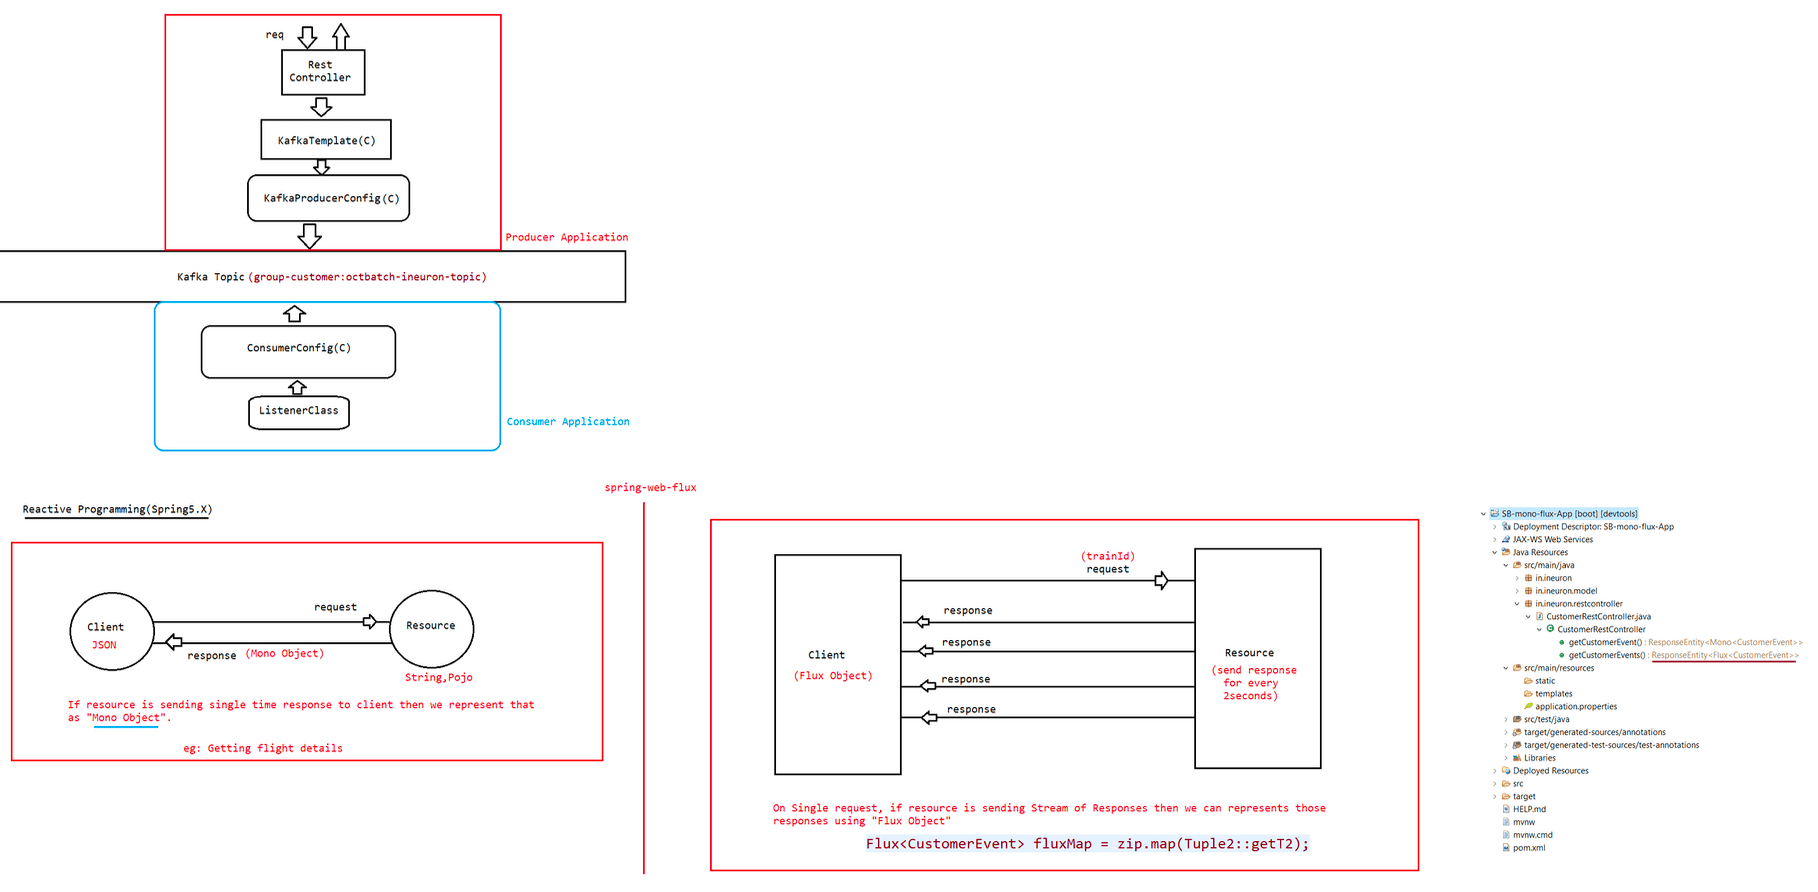 req
Rest
Controller
KafkaTemplate(C)
KafkaProducerConfig(C)
Producer Application
Kafka Topic (group-customer:octbatch-ineuron-topic)
ConsumerConfig(C)
ListenerClass
Consumer Application
spring-web-flux
Reactive Programming(Spring5.X)
Client
JSON
request
response (Mono Object)
Resource
String,Pojo
If resource is sending single time response to client then we represent that
as "Mono Object".
eg: Getting flight details
Client
(Flux Object)
(trainId)
request
response
response
response
response
Resource
(send response
for every
2seconds)
On Single request, if resource is sending Stream of Responses then we can represents those
responses using "Flux Object"
Flux<CustomerEvent> fluxMap = zip.map(Tuple2::getT2);
SB-mono-flux-App [boot] [devtools]
Deployment Descriptor: SB-mono-flux-App
JAX-WS Web Services
Java Resources
src/main/java
in.ineuron
in.ineuron.model
in.ineuron.restcontroller
CustomerRestController.java
CustomerRestController
getCustomerEvent() : ResponseEntity<Mono<CustomerEvent>>
getCustomerEvents() : ResponseEntity<Flux<CustomerEvent>>
src/main/resources
static
templates
application.properties
src/test/java
target/generated-sources/annotations
target/generated-test-sources/test-annotations
Libraries
Deployed Resources
src
target
HELP.md
mvnw
mvnw.cmd
pom.xml